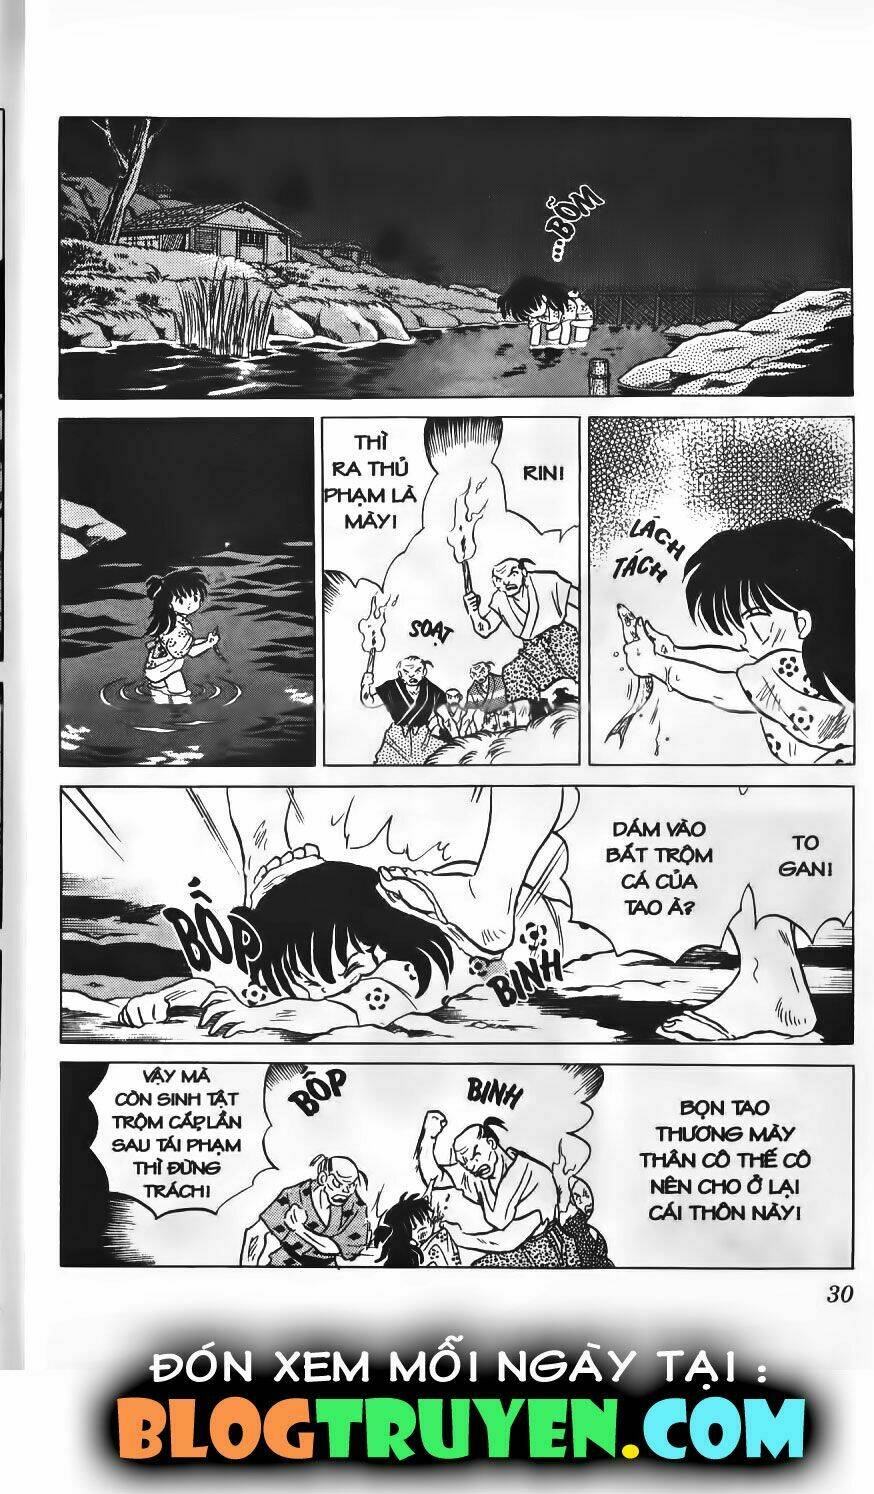 ...BÕM
LÁCH
TÁCH
RIN!
THÌ
RA THỦ
PHẠM LÀ
MÀY!
SOẠT
TO
GAN!
DÁM VÀO
BẮT TRỘM
CÁ CỦA
TAO À?
BỐP
BINH
BỌN TAO
THƯƠNG MÀY
THÂN CÔ THẾ CÔ
NÊN CHO Ở LẠI
CÁI THÔN NÀY!
BINH
BỐP
VẬY MÀ
CÒN SINH TẬT
TRỘM CẮP,LẦN
SAU TÁI PHẠM
THÌ ĐỪNG
TRÁCH!
30
ĐÓN XEM MỖI NGÀY TẠI :
BLOGTRUYEN.COM